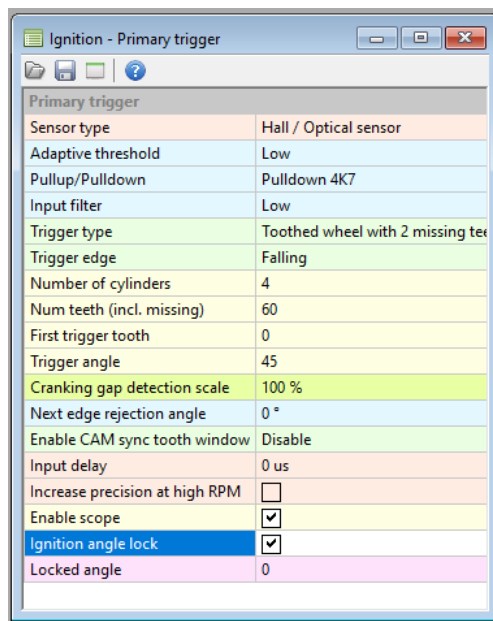 Ignition - Primary trigger
Primary trigger
Sensor type Hall / Optical sensor
Adaptive threshold Low
Pullup/Pulldown Pulldown 4K7
Input filter Low
Trigger type Toothed wheel with 2 missing tee
Trigger edge Falling
Number of cylinders 4
Num teeth (incl. missing) 60
First trigger tooth 0
Trigger angle 45
Cranking gap detection scale 100 %
Next edge rejection angle 0 °
Enable CAM sync tooth window Disable
Input delay 0 us
Increase precision at high RPM
Enable scope
Ignition angle lock
Locked angle 0